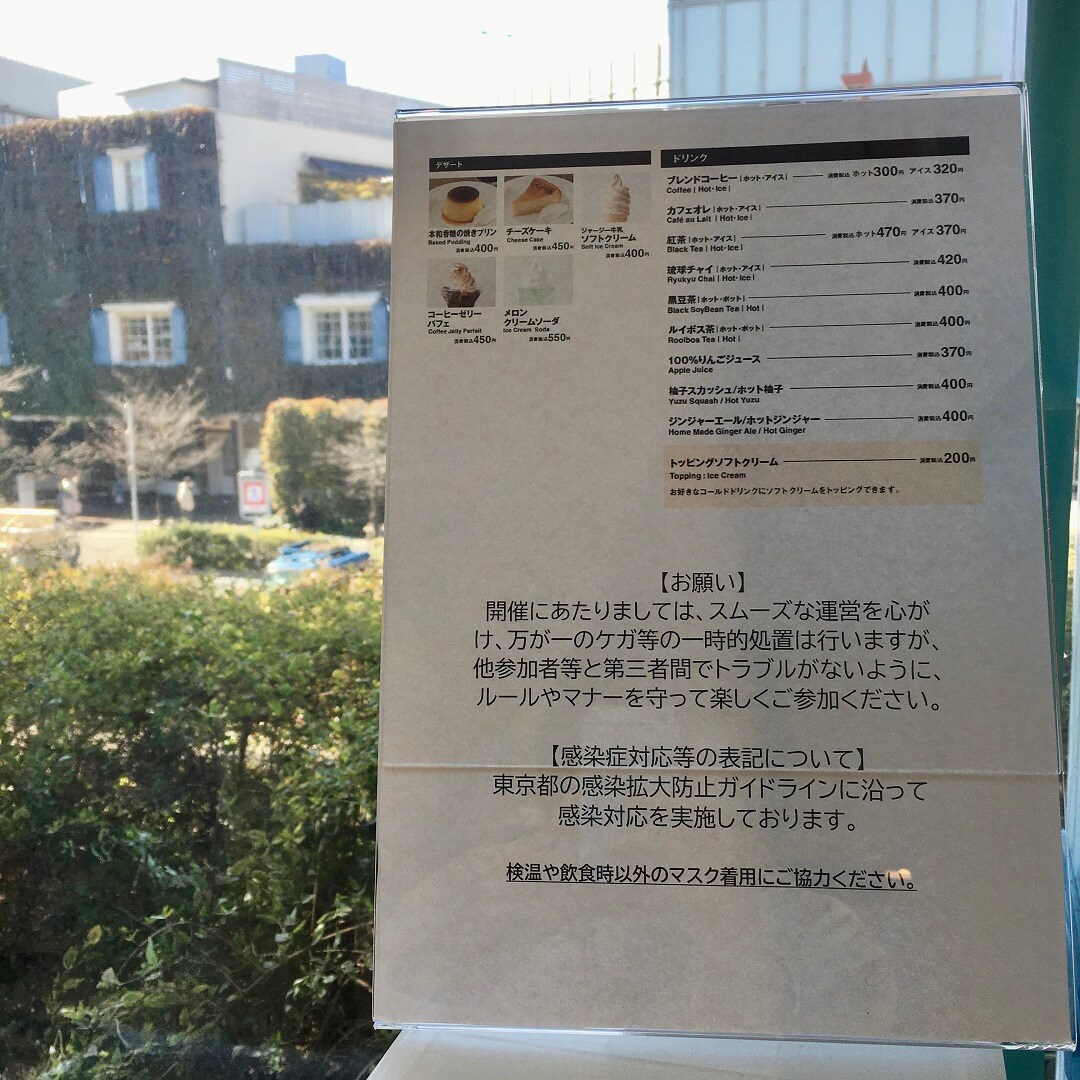 デザート
本和香糖の焼きプリン
Baked Pudding
消費税込400円
チーズケーキ
Cheese Cake
消費税込450円
ジャージー牛乳
ソフトクリーム
Soft Ice Cream
消費税込400円
コーヒーゼリー
パフェ
Coffee Jelly Parfait
消費税込450円
メロン
クリームソーダ
Ice Cream Soda
消費税込550円
ドリンク
ブレンドコーヒー|ホット・アイス| 消費税込 ホット300円 アイス320円
Coffee | Hot・Ice |
カフェオレ|ホット・アイス| 消費税込370円
Café au Lait | Hot・Ice |
紅茶|ホット・アイス| 消費税込 ホット470円 アイス370円
Black Tea | Hot・Ice |
琉球チャイ|ホット・アイス| 消費税込420円
Ryukyu Chai | Hot・Ice |
黒豆茶|ホット・ポット| 消費税込400円
Black SoyBean Tea | Hot |
ルイボス茶|ホット・ポット| 消費税込400円
Rooibos Tea | Hot |
100%りんごジュース 消費税込370円
Apple Juice
柚子スカッシュ/ホット柚子 消費税込400円
Yuzu Squash / Hot Yuzu
ジンジャーエール/ホットジンジャー 消費税込400円
Home Made Ginger Ale / Hot Ginger
トッピングソフトクリーム 消費税込200円
Topping : Ice Cream
お好きなコールドドリンクにソフトクリームをトッピングできます。
【お願い】
開催にあたりましては、スムーズな運営を心が
け、万が一のケガ等の一時的処置は行いますが、
他参加者等と第三者間でトラブルがないように、
ルールやマナーを守って楽しくご参加ください。
【感染症対応等の表記について】
東京都の感染拡大防止ガイドラインに沿って
感染対応を実施しております。
検温や飲食時以外のマスク着用にご協力ください。